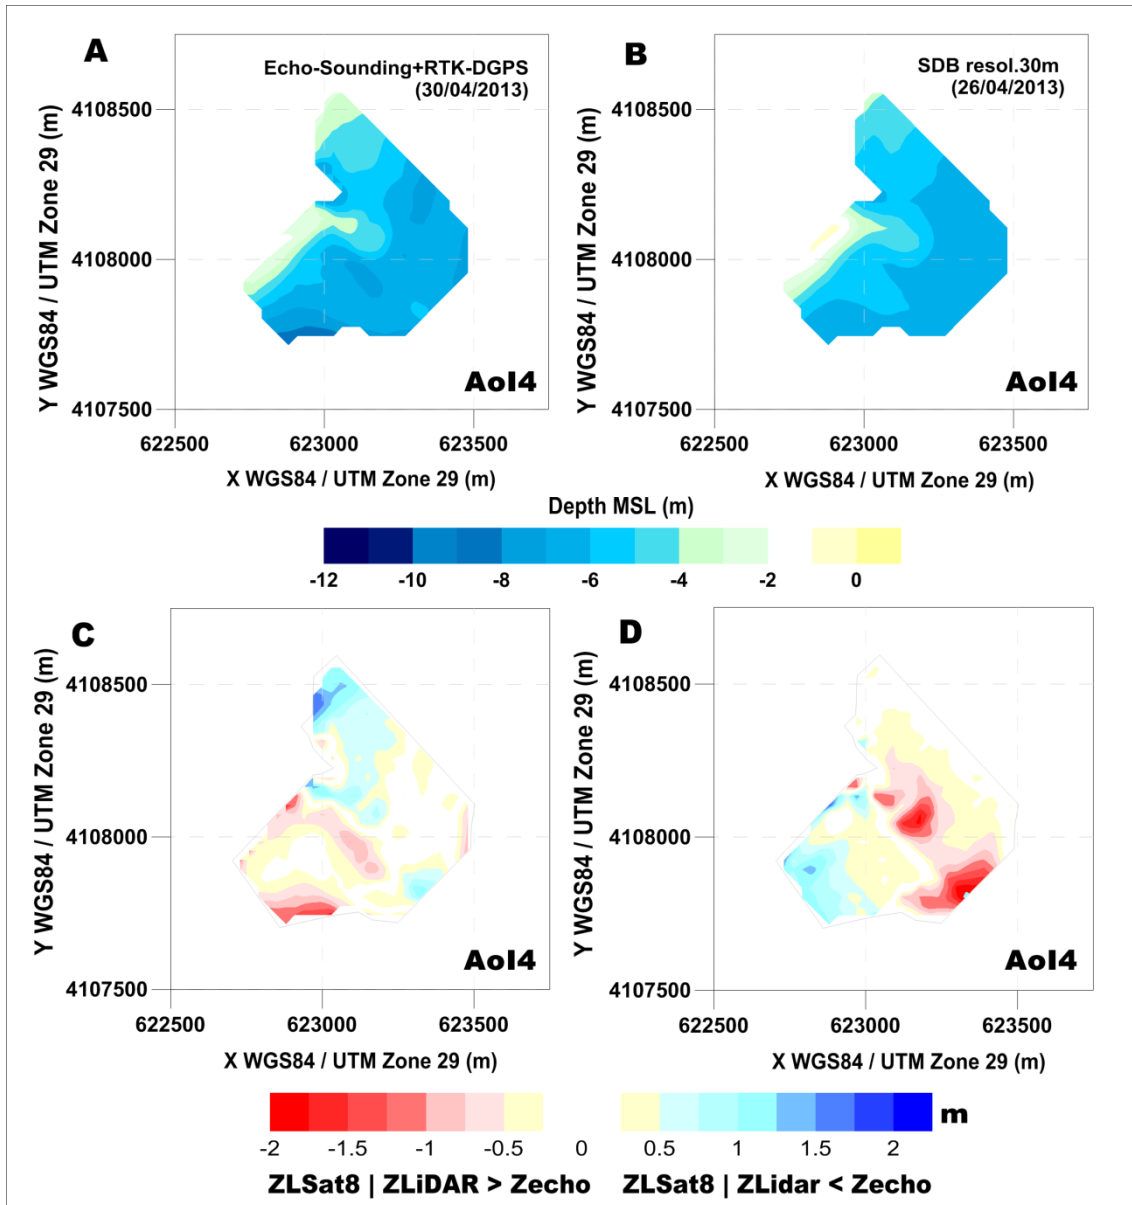 A
Echo-Sounding+RTK-DGPS
(30/04/2013)
Y WGS84 / UTM Zone 29 (m)
4108500
4108000
4107500
AoI4
622500 623000 623500
X WGS84 / UTM Zone 29 (m)
B
SDB resol.30m
(26/04/2013)
Y WGS84 / UTM Zone 29 (m)
4108500
4108000
4107500
AoI4
622500 623000 623500
X WGS84 / UTM Zone 29 (m)
Depth MSL (m)
-12 -10 -8 -6 -4 -2 0
C
Y WGS84 / UTM Zone 29 (m)
4108500
4108000
4107500
AoI4
622500 623000 623500
X WGS84 / UTM Zone 29 (m)
D
Y WGS84 / UTM Zone 29 (m)
4108500
4108000
4107500
AoI4
622500 623000 623500
X WGS84 / UTM Zone 29 (m)
m
-2 -1.5 -1 -0.5 0 0.5 1 1.5 2
ZLSat8 | ZLiDAR > Zecho ZLSat8 | ZLidar < Zecho